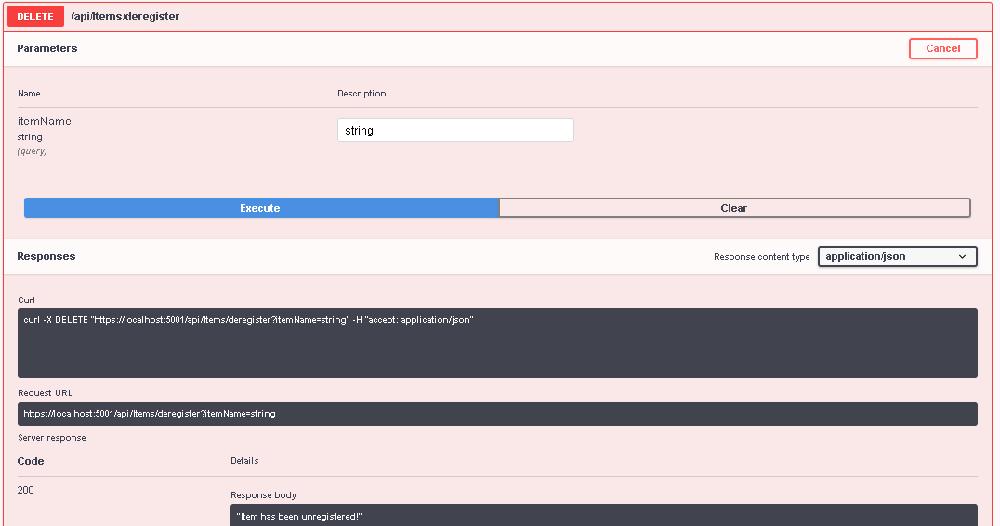 DELETE /api/Items/deregister
Parameters Cancel
Name Description
itemName
string
(query)
string
Execute Clear
Responses Response content type application/json
Curl
curl -X DELETE "https://localhost:5001/api/Items/deregister?itemName=string" -H "accept: application/json"
Request URL
https://localhost:5001/api/Items/deregister?itemName=string
Server response
Code Details
200
Response body
"Item has been unregistered!"